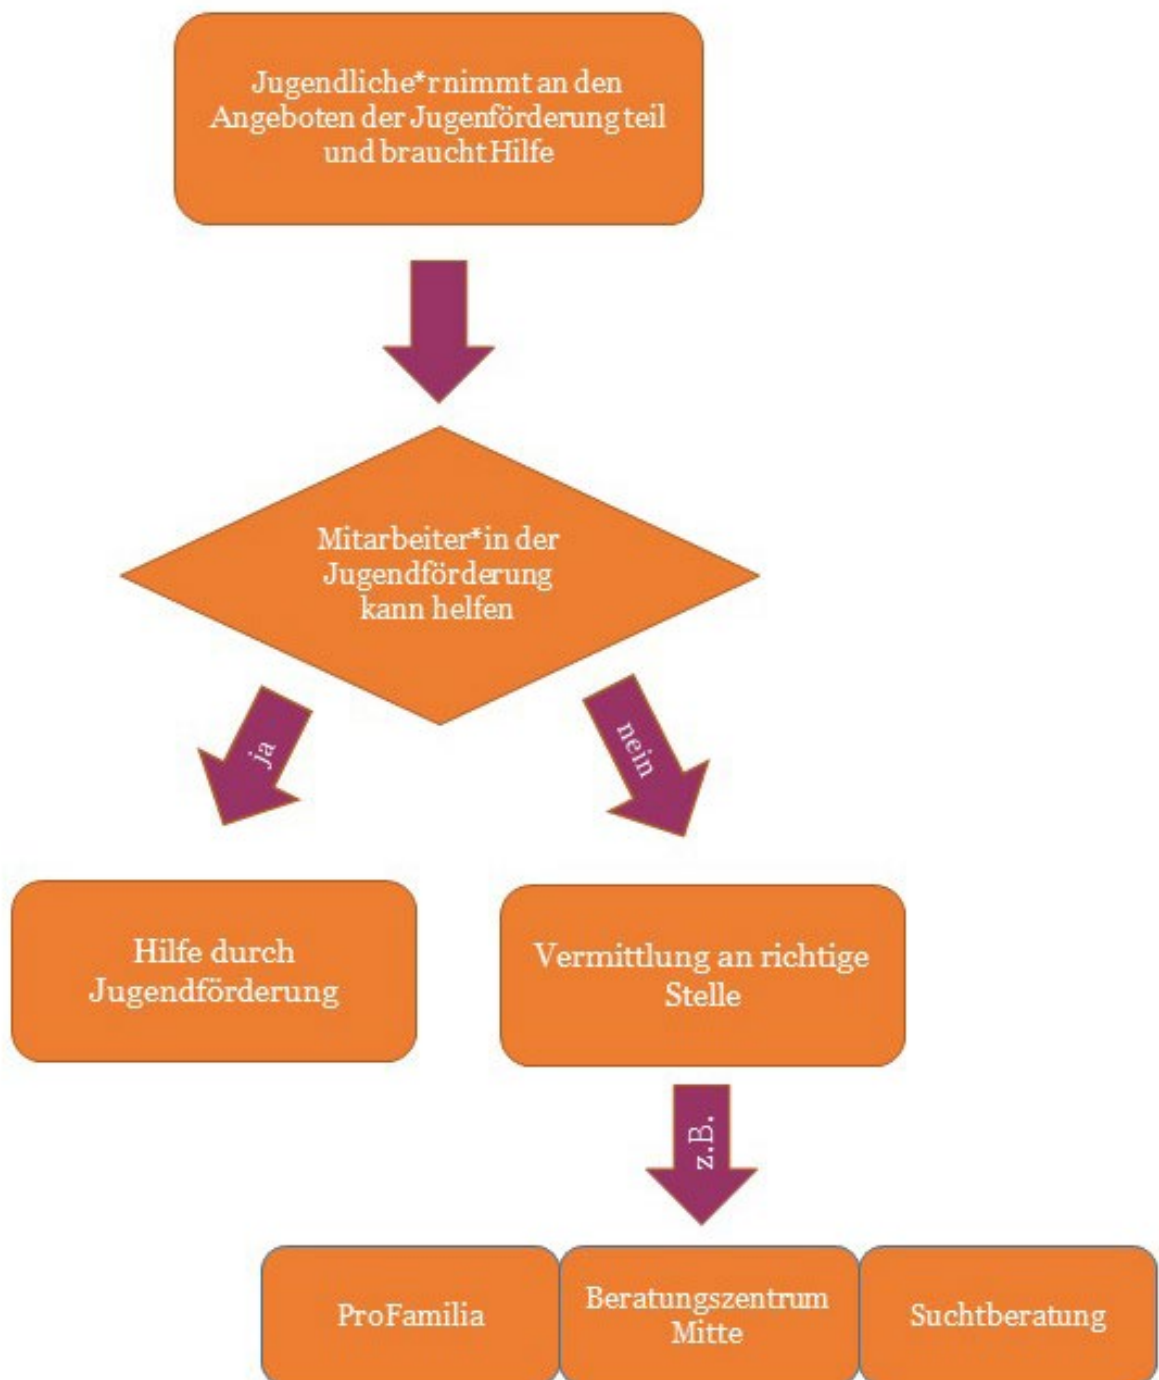 Jugendliche*r nimmt an den
Angeboten der Jugenförderung teil
und braucht Hilfe
Mitarbeiter*in der
Jugendförderung
kann helfen
ja
nein
Hilfe durch
Jugendförderung
Vermittlung an richtige
Stelle
z.B.
ProFamilia
Beratungszentrum
Mitte
Suchtberatung